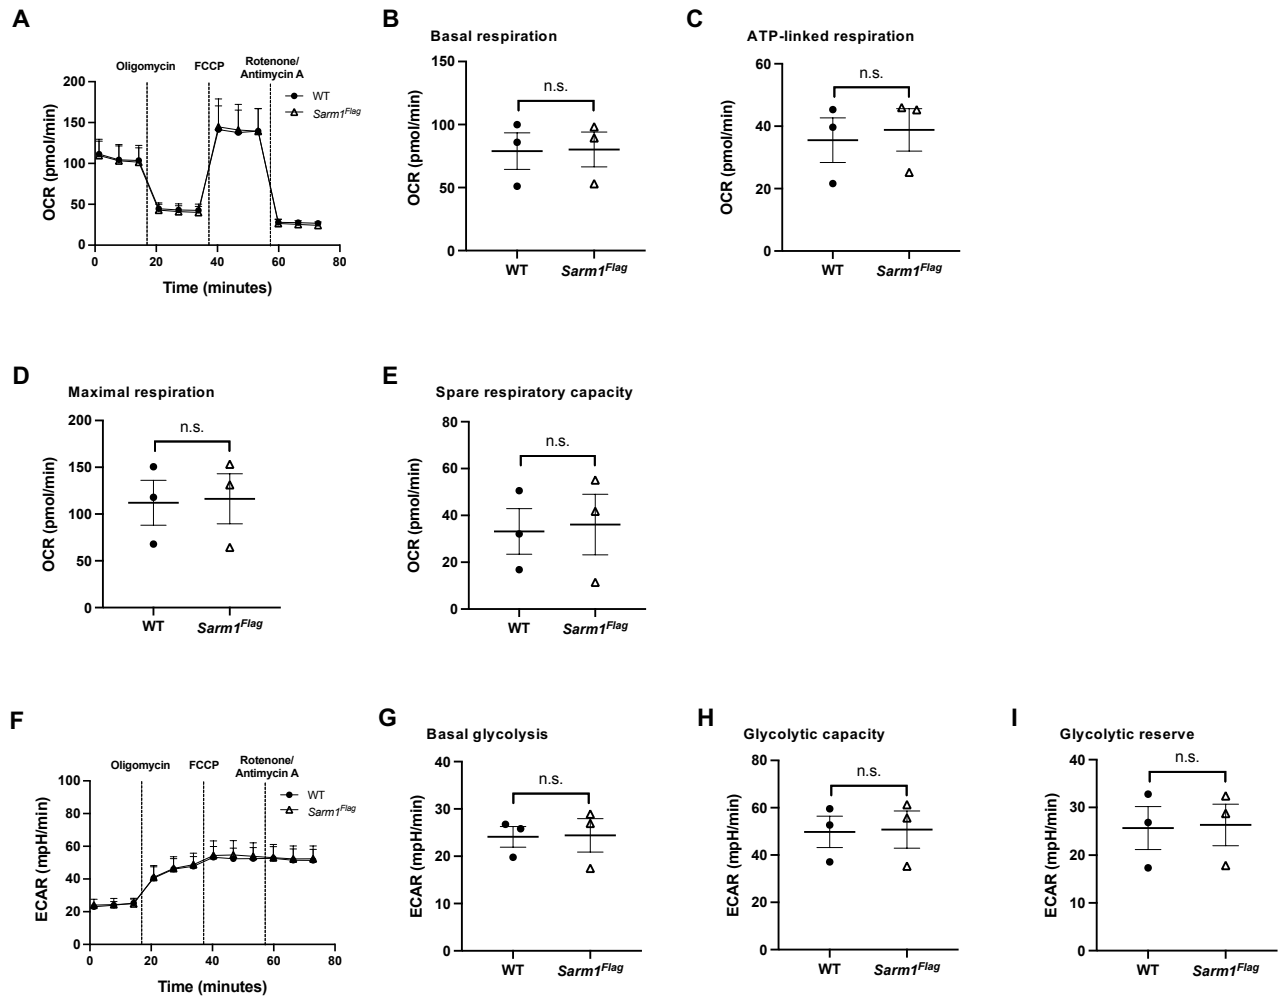 A
Oligomycin FCCP Rotenone/
Antimycin A
WT
Sarm1Flag
200
150
100
50
0
OCR (pmol/min)
0 20 40 60 80
Time (minutes)
B
Basal respiration
n.s.
150
100
50
0
OCR (pmol/min)
WT Sarm1Flag
C
ATP-linked respiration
n.s.
60
40
20
0
OCR (pmol/min)
WT Sarm1Flag
D
Maximal respiration
n.s.
200
150
100
50
0
OCR (pmol/min)
WT Sarm1Flag
E
Spare respiratory capacity
n.s.
80
60
40
20
0
OCR (pmol/min)
WT Sarm1Flag
F
Oligomycin FCCP Rotenone/
Antimycin A
WT
Sarm1Flag
100
80
60
40
20
0
ECAR (mpH/min)
0 20 40 60 80
Time (minutes)
G
Basal glycolysis
n.s.
40
30
20
10
0
ECAR (mpH/min)
WT Sarm1Flag
H
Glycolytic capacity
n.s.
80
60
40
20
0
ECAR (mpH/min)
WT Sarm1Flag
I
Glycolytic reserve
n.s.
40
30
20
10
0
ECAR (mpH/min)
WT Sarm1Flag